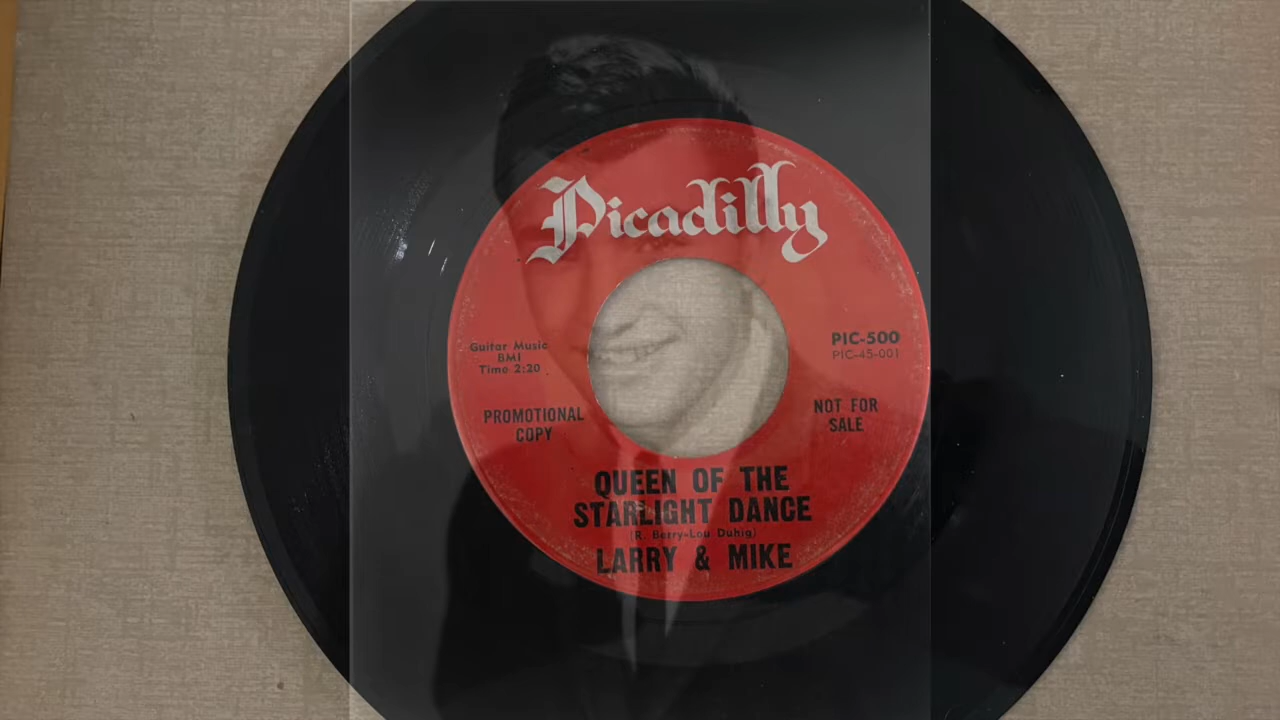 Picadilly
Guitar Music
BMI
Time 2:20
PIC-500
PIC-45-001
PROMOTIONAL
COPY
NOT FOR
SALE
QUEEN OF THE
STARLIGHT DANCE
(R. Barry-Lou Duhig)
LARRY & MIKE